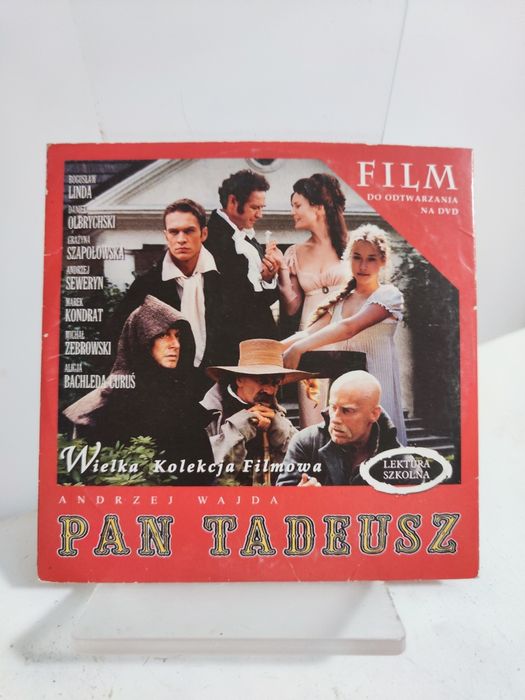 BOGUSŁAW
LINDA
DANIEL
OLBRYCHSKI
GRAŻYNA
SZAPOŁOWSKA
ANDRZEJ
SEWERYN
MAREK
KONDRAT
MICHAŁ
ŻEBROWSKI
ALICJA
BACHLEDA CURUŚ
FILM
DO ODTWARZANIA
NA DVD
Wielka Kolekcja Filmowa
LEKTURA
SZKOLNA
ANDRZEJ WAJDA
PAN TADEUSZ